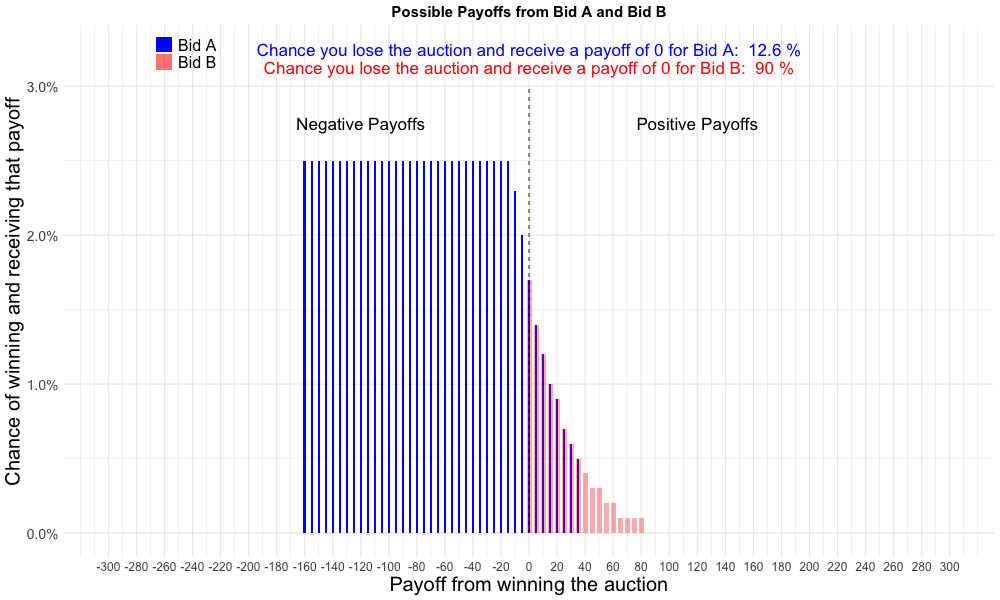 Possible Payoffs from Bid A and Bid B
Bid A
Bid B
Chance you lose the auction and receive a payoff of 0 for Bid A:  12.6 %
Chance you lose the auction and receive a payoff of 0 for Bid B:  90 %
Negative Payoffs
Positive Payoffs
Chance of winning and receiving that payoff
3.0%
2.0%
1.0%
0.0%
-300 -280 -260 -240 -220 -200 -180 -160 -140 -120 -100 -80 -60 -40 -20 0 20 40 60 80 100 120 140 160 180 200 220 240 260 280 300
Payoff from winning the auction